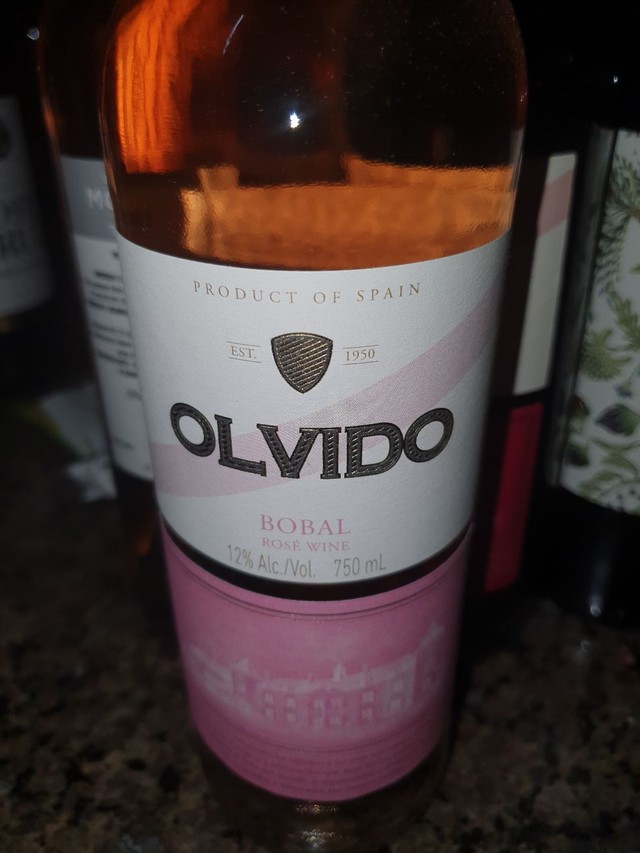 PRODUCT OF SPAIN
EST. 1950
OLVIDO
BOBAL
ROSÉ WINE
12% Alc./Vol. 750 mL